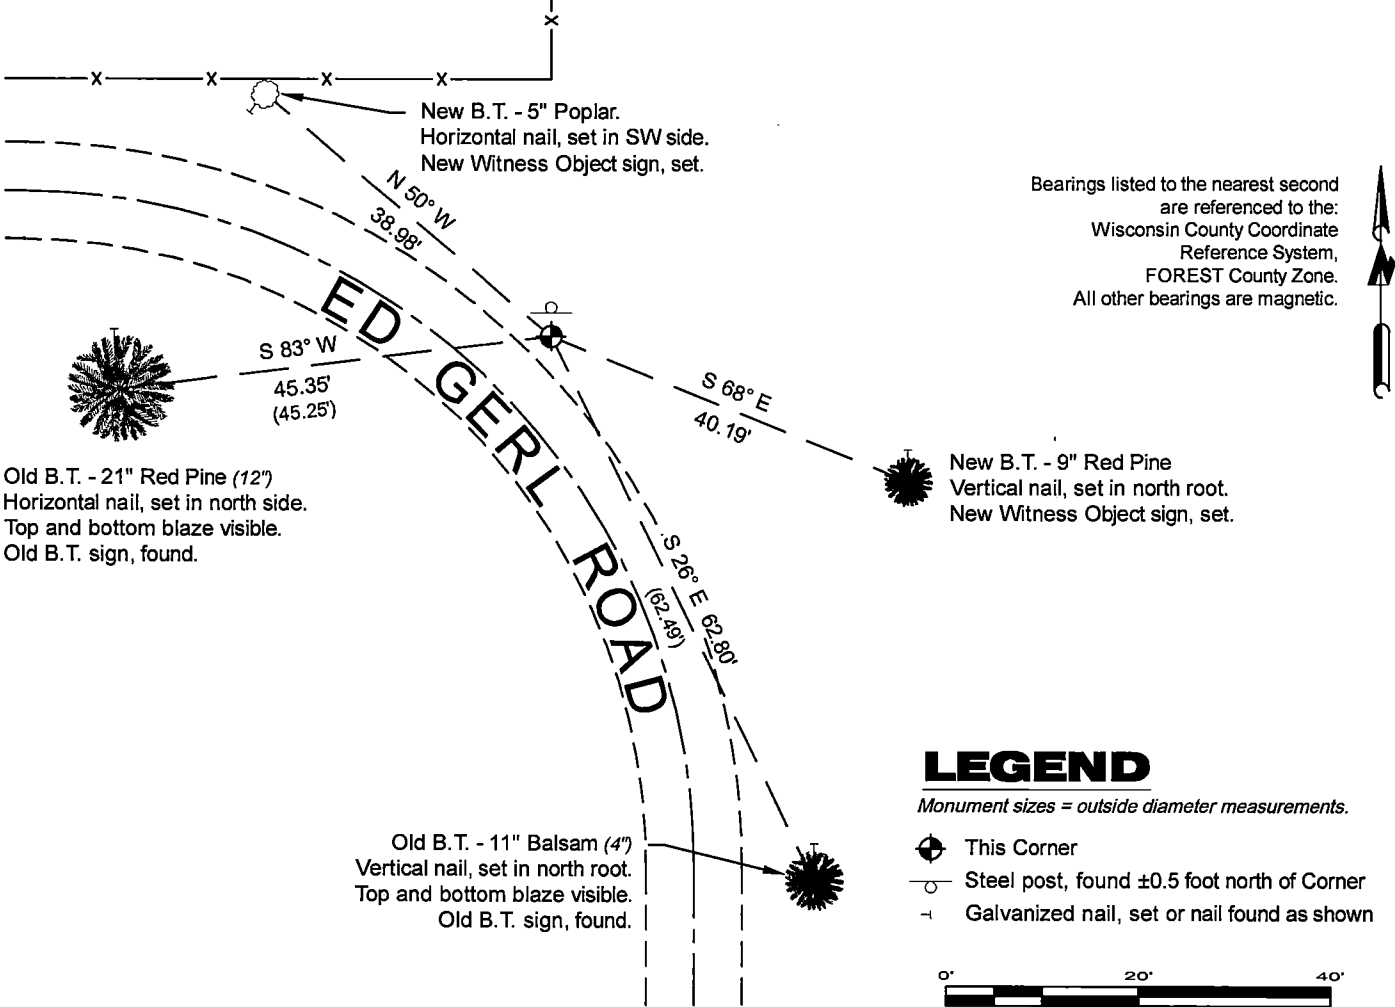 X
X X X X
New B.T. - 5" Poplar.
Horizontal nail, set in SW side.
New Witness Object sign, set.
N 50° W
38.98'
Bearings listed to the nearest second
are referenced to the:
Wisconsin County Coordinate
Reference System,
FOREST County Zone.
All other bearings are magnetic.
N
ED GERL ROAD
S 83° W
45.35'
(45.25')
S 68° E
40.19'
Old B.T. - 21" Red Pine (12")
Horizontal nail, set in north side.
Top and bottom blaze visible.
Old B.T. sign, found.
New B.T. - 9" Red Pine
Vertical nail, set in north root.
New Witness Object sign, set.
S 26° E 62.80'
(62.49')
Old B.T. - 11" Balsam (4")
Vertical nail, set in north root.
Top and bottom blaze visible.
Old B.T. sign, found.
LEGEND
Monument sizes = outside diameter measurements.
This Corner
Steel post, found ±0.5 foot north of Corner
Galvanized nail, set or nail found as shown
0' 20' 40'